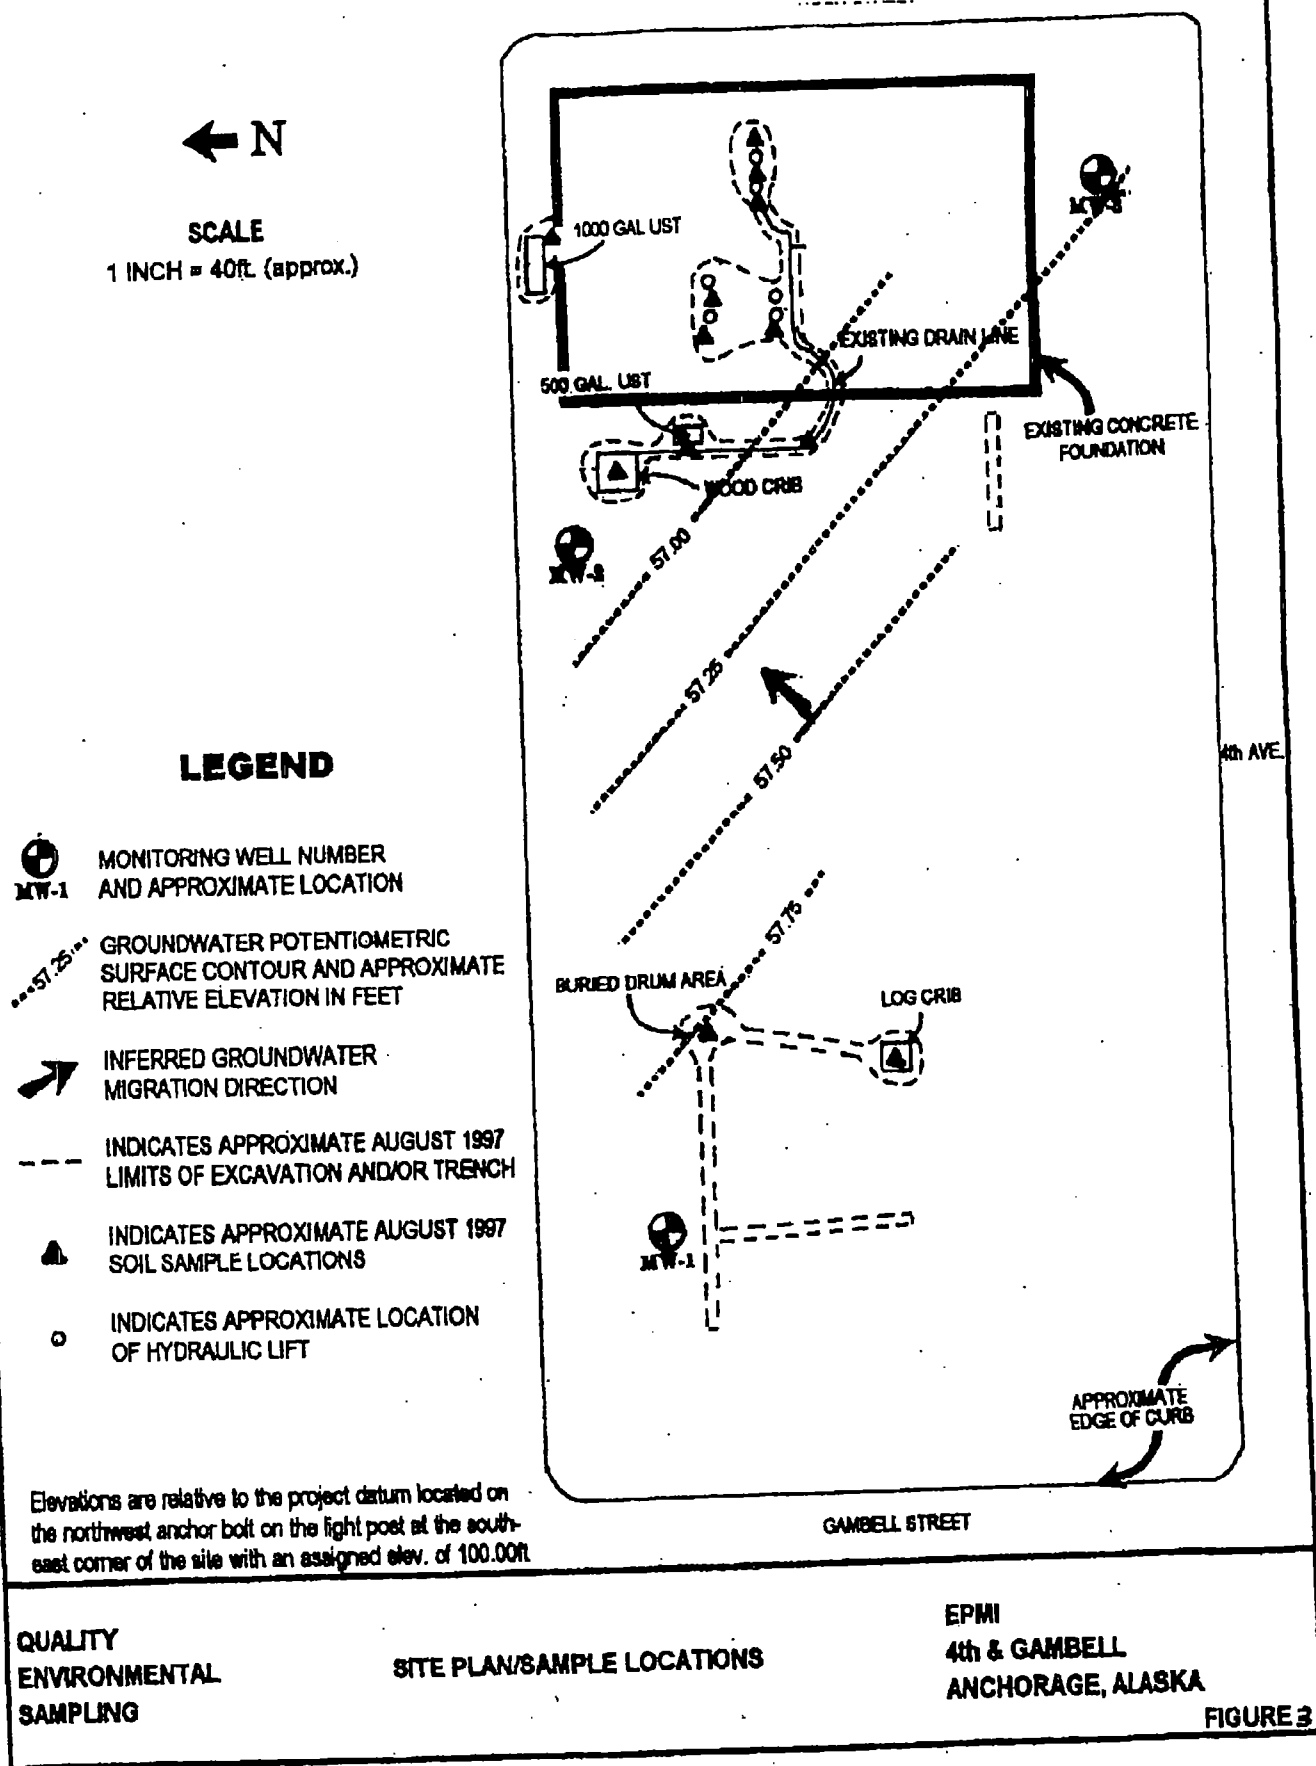 N
SCALE
1 INCH = 40ft. (approx.)
1000 GAL UST
MW-3
EXISTING DRAIN LINE
500 GAL. UST
EXISTING CONCRETE
FOUNDATION
WOOD CRIB
MW-2
57.00
57.25
57.50
4th AVE.
57.75
BURIED DRUM AREA
LOG CRIB
MW-1
APPROXIMATE
EDGE OF CURB
GAMBELL STREET
LEGEND
MW-1
MONITORING WELL NUMBER
AND APPROXIMATE LOCATION
57.25
GROUNDWATER POTENTIOMETRIC
SURFACE CONTOUR AND APPROXIMATE
RELATIVE ELEVATION IN FEET
INFERRED GROUNDWATER
MIGRATION DIRECTION
INDICATES APPROXIMATE AUGUST 1997
LIMITS OF EXCAVATION AND/OR TRENCH
INDICATES APPROXIMATE AUGUST 1997
SOIL SAMPLE LOCATIONS
INDICATES APPROXIMATE LOCATION
OF HYDRAULIC LIFT
Elevations are relative to the project datum located on
the northwest anchor bolt on the light post at the south-
east corner of the site with an assigned elev. of 100.00ft
QUALITY
ENVIRONMENTAL
SAMPLING
SITE PLAN/SAMPLE LOCATIONS
EPMI
4th & GAMBELL
ANCHORAGE, ALASKA
FIGURE 3